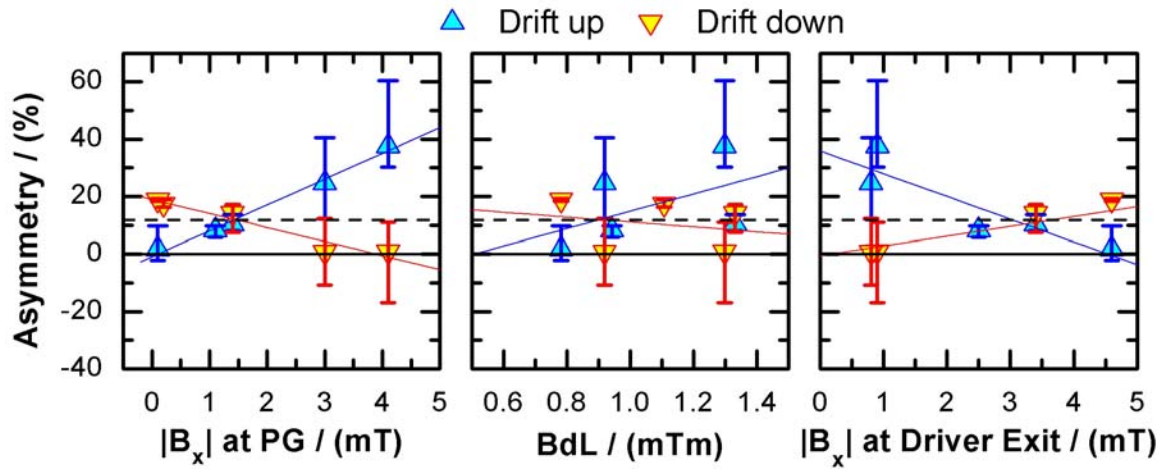 Drift up Drift down
Asymmetry / (%)
60
40
20
0
-20
-40
0 1 2 3 4 5
0.6 0.8 1.0 1.2 1.4
0 1 2 3 4 5
|Bx| at PG / (mT)
BdL / (mTm)
|Bx| at Driver Exit / (mT)